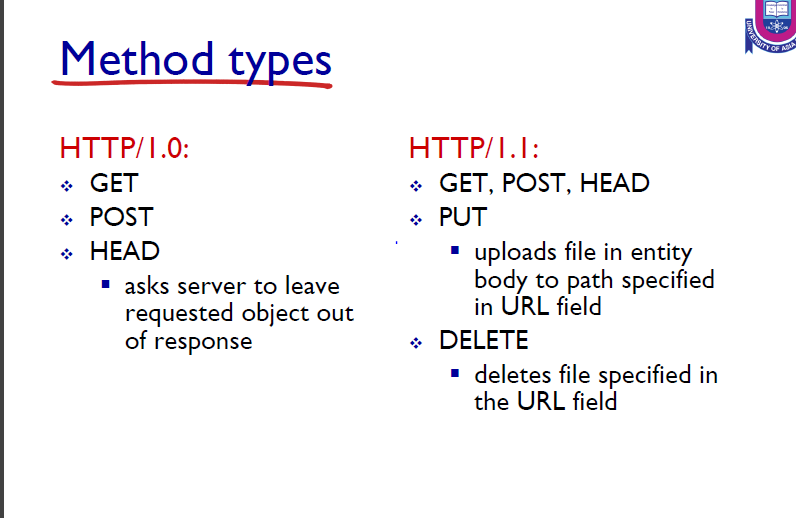 Method types
UNIVERSITY OF ASIA
HTTP/1.0:
GET
POST
HEAD
asks server to leave
requested object out
of response
HTTP/1.1:
GET, POST, HEAD
PUT
uploads file in entity
body to path specified
in URL field
DELETE
deletes file specified in
the URL field